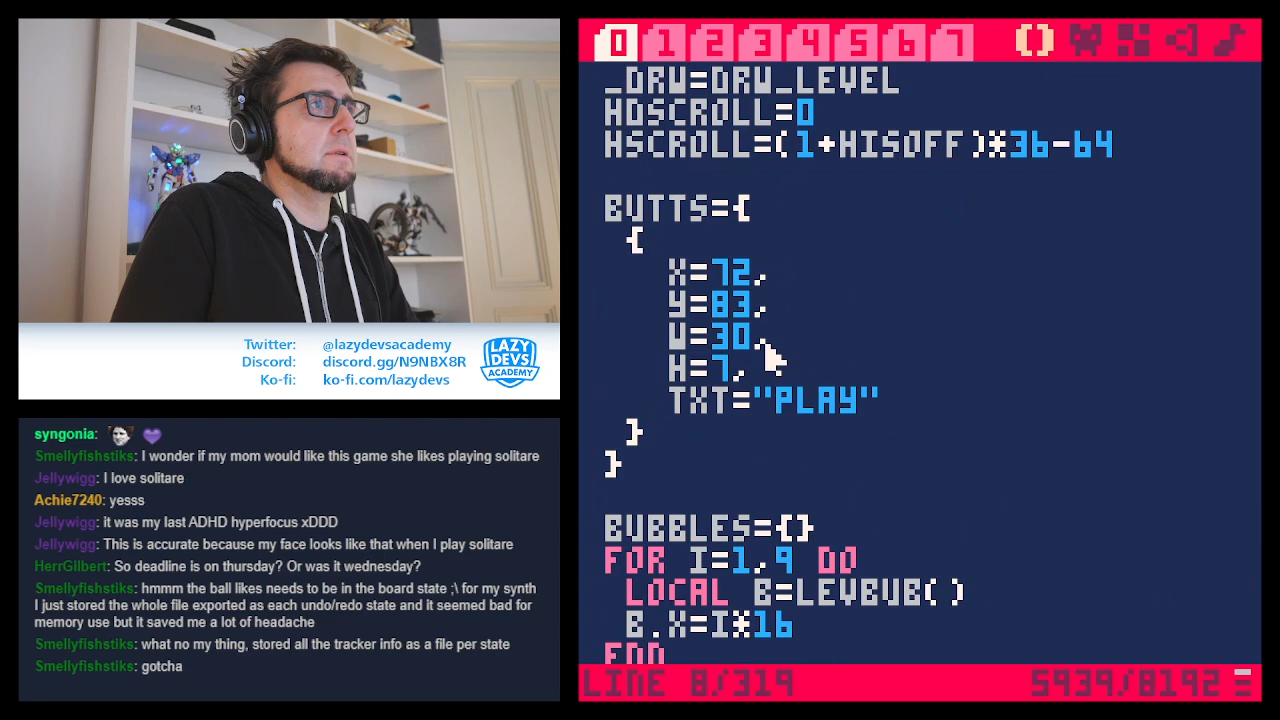 Twitter: @lazydevsacademy
Discord: discord.gg/N9NBX8R
Ko-fi: ko-fi.com/lazydevs
LAZY DEVS ACADEMY
syngonia:
Smellyfishstiks: I wonder if my mom would like this game she likes playing solitare
Jellywigg: I love solitare
Achie7240: yesss
Jellywigg: it was my last ADHD hyperfocus xDDD
Jellywigg: This is accurate because my face looks like that when I play solitare
HerrGilbert: So deadline is on thursday? Or was it wednesday?
Smellyfishstiks: hmmm the ball likes needs to be in the board state ;\ for my synth
I just stored the whole file exported as each undo/redo state and it seemed bad for
memory use but it saved me a lot of headache
Smellyfishstiks: what no my thing, stored all the tracker info as a file per state
Smellyfishstiks: gotcha
0 1 2 3 4 5 6 7 ()
_DRW=DRW_LEVEL
HDSCROLL=0
HSCROLL=(1+HISOFF)*36-64
BUTTS={
{
X=72,
Y=83,
W=30,
H=7,
TXT="PLAY"
}
}
BUBBLES={}
FOR I=1,9 DO
LOCAL B=LEVBUB()
B.X=I*16
END
LINE 8/319
5939/8192